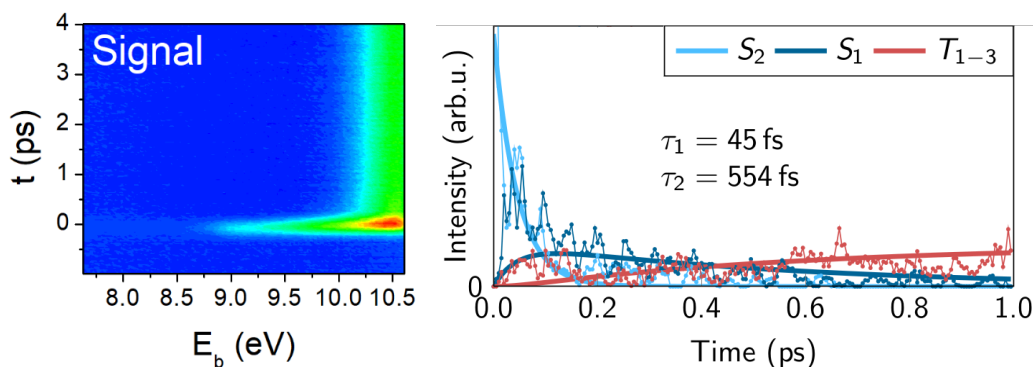 Signal
4
3
2
1
0
t (ps)
8.0 8.5 9.0 9.5 10.0 10.5
E_b (eV)
S_2 S_1 T_{1-3}
τ_1 = 45 fs
τ_2 = 554 fs
Intensity (arb.u.)
0
0.0 0.2 0.4 0.6 0.8 1.0
Time (ps)